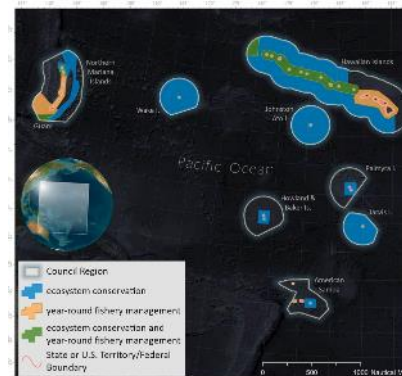 Northern
Mariana
Islands
Guam
Wake I.
Hawaiian Islands
Johnston
Atoll
Pacific Ocean
Palmyra I.
Howland &
Baker Is.
Jarvis I.
American
Samoa
Council Region
ecosystem conservation
year-round fishery management
ecosystem conservation and
year-round fishery management
State or U.S. Territory/Federal
Boundary
0 500 1000 Nautical M